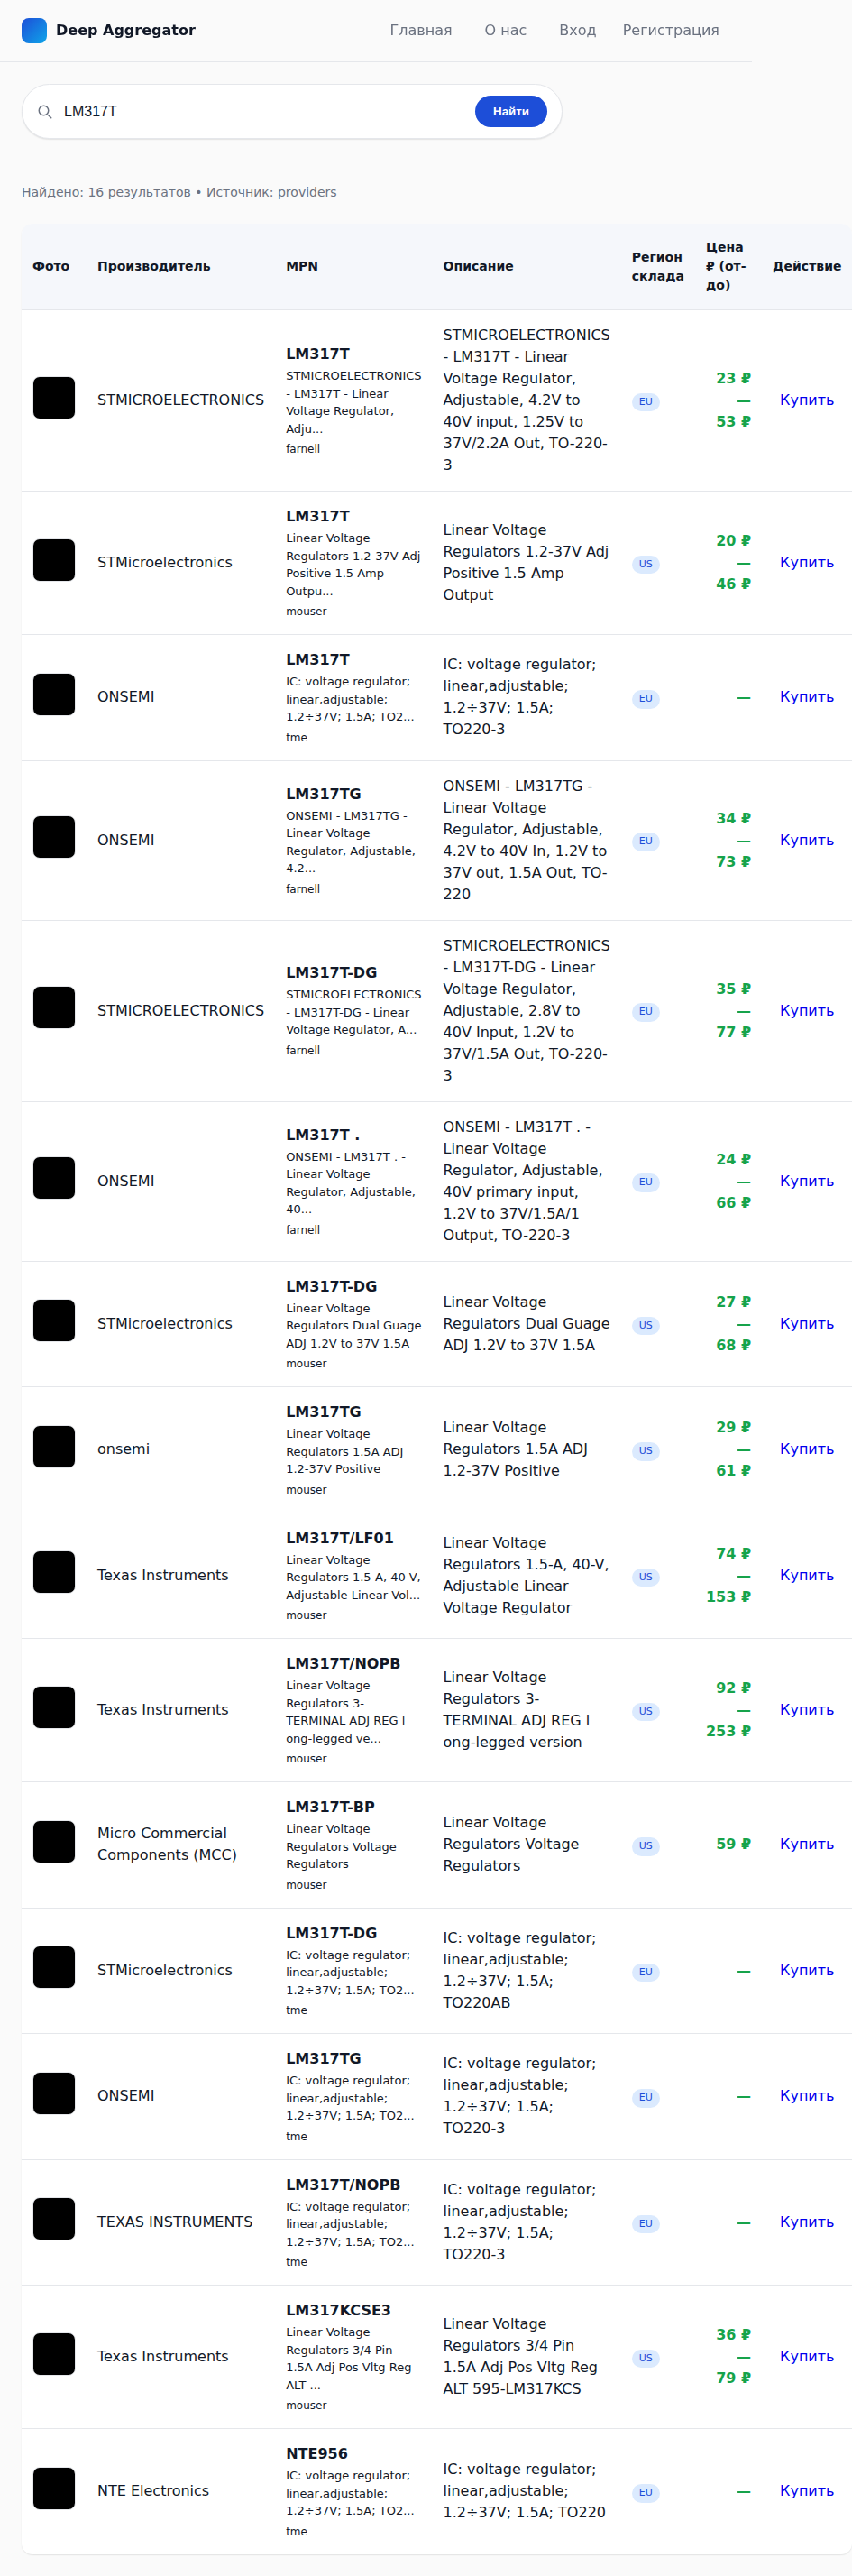 Deep Aggregator
Главная О нас Вход Регистрация
LM317T
Найти
Найдено: 16 результатов • Источник: providers
Фото Производитель MPN Описание Регион склада Цена ₽ (от-до) Действие
STMICROELECTRONICS
LM317T
STMICROELECTRONICS
- LM317T - Linear
Voltage Regulator,
Adju...
farnell
STMICROELECTRONICS
- LM317T - Linear
Voltage Regulator,
Adjustable, 4.2V to
40V input, 1.25V to
37V/2.2A Out, TO-220-
3
EU
23 ₽
—
53 ₽
Купить
STMicroelectronics
LM317T
Linear Voltage
Regulators 1.2-37V Adj
Positive 1.5 Amp
Outpu...
mouser
Linear Voltage
Regulators 1.2-37V Adj
Positive 1.5 Amp
Output
US
20 ₽
—
46 ₽
Купить
ONSEMI
LM317T
IC: voltage regulator;
linear,adjustable;
1.2÷37V; 1.5A; TO2...
tme
IC: voltage regulator;
linear,adjustable;
1.2÷37V; 1.5A;
TO220-3
EU
—
Купить
ONSEMI
LM317TG
ONSEMI - LM317TG -
Linear Voltage
Regulator, Adjustable,
4.2...
farnell
ONSEMI - LM317TG -
Linear Voltage
Regulator, Adjustable,
4.2V to 40V In, 1.2V to
37V out, 1.5A Out, TO-
220
EU
34 ₽
—
73 ₽
Купить
STMICROELECTRONICS
LM317T-DG
STMICROELECTRONICS
- LM317T-DG - Linear
Voltage Regulator, A...
farnell
STMICROELECTRONICS
- LM317T-DG - Linear
Voltage Regulator,
Adjustable, 2.8V to
40V Input, 1.2V to
37V/1.5A Out, TO-220-
3
EU
35 ₽
—
77 ₽
Купить
ONSEMI
LM317T .
ONSEMI - LM317T . -
Linear Voltage
Regulator, Adjustable,
40...
farnell
ONSEMI - LM317T . -
Linear Voltage
Regulator, Adjustable,
40V primary input,
1.2V to 37V/1.5A/1
Output, TO-220-3
EU
24 ₽
—
66 ₽
Купить
STMicroelectronics
LM317T-DG
Linear Voltage
Regulators Dual Guage
ADJ 1.2V to 37V 1.5A
mouser
Linear Voltage
Regulators Dual Guage
ADJ 1.2V to 37V 1.5A
US
27 ₽
—
68 ₽
Купить
onsemi
LM317TG
Linear Voltage
Regulators 1.5A ADJ
1.2-37V Positive
mouser
Linear Voltage
Regulators 1.5A ADJ
1.2-37V Positive
US
29 ₽
—
61 ₽
Купить
Texas Instruments
LM317T/LF01
Linear Voltage
Regulators 1.5-A, 40-V,
Adjustable Linear Vol...
mouser
Linear Voltage
Regulators 1.5-A, 40-V,
Adjustable Linear
Voltage Regulator
US
74 ₽
—
153 ₽
Купить
Texas Instruments
LM317T/NOPB
Linear Voltage
Regulators 3-
TERMINAL ADJ REG l
ong-legged ve...
mouser
Linear Voltage
Regulators 3-
TERMINAL ADJ REG l
ong-legged version
US
92 ₽
—
253 ₽
Купить
Micro Commercial
Components (MCC)
LM317T-BP
Linear Voltage
Regulators Voltage
Regulators
mouser
Linear Voltage
Regulators Voltage
Regulators
US
59 ₽
Купить
STMicroelectronics
LM317T-DG
IC: voltage regulator;
linear,adjustable;
1.2÷37V; 1.5A; TO2...
tme
IC: voltage regulator;
linear,adjustable;
1.2÷37V; 1.5A;
TO220AB
EU
—
Купить
ONSEMI
LM317TG
IC: voltage regulator;
linear,adjustable;
1.2÷37V; 1.5A; TO2...
tme
IC: voltage regulator;
linear,adjustable;
1.2÷37V; 1.5A;
TO220-3
EU
—
Купить
TEXAS INSTRUMENTS
LM317T/NOPB
IC: voltage regulator;
linear,adjustable;
1.2÷37V; 1.5A; TO2...
tme
IC: voltage regulator;
linear,adjustable;
1.2÷37V; 1.5A;
TO220-3
EU
—
Купить
Texas Instruments
LM317KCSE3
Linear Voltage
Regulators 3/4 Pin
1.5A Adj Pos Vltg Reg
ALT ...
mouser
Linear Voltage
Regulators 3/4 Pin
1.5A Adj Pos Vltg Reg
ALT 595-LM317KCS
US
36 ₽
—
79 ₽
Купить
NTE Electronics
NTE956
IC: voltage regulator;
linear,adjustable;
1.2÷37V; 1.5A; TO2...
tme
IC: voltage regulator;
linear,adjustable;
1.2÷37V; 1.5A; TO220
EU
—
Купить